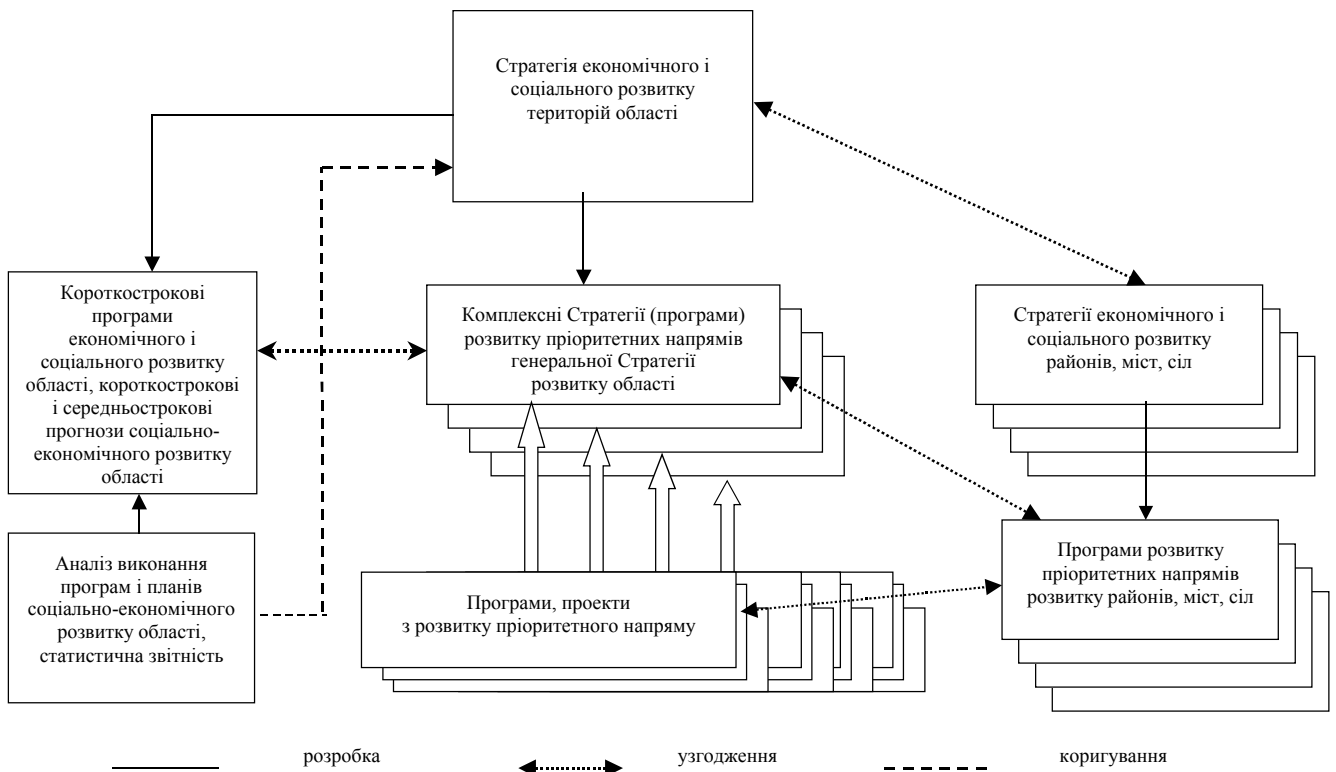 Стратегія економічного і
соціального розвитку
територій області
Короткострокові
програми
економічного і
соціального розвитку
області, короткострокові
і середньострокові
прогнози соціально-
економічного розвитку
області
Комплексні Стратегії (програми)
розвитку пріоритетних напрямів
генеральної Стратегії
розвитку області
Стратегії економічного і
соціального розвитку
районів, міст, сіл
Аналіз виконання
програм і планів
соціально-економічного
розвитку області,
статистична звітність
Програми, проекти
з розвитку пріоритетного напряму
Програми розвитку
пріоритетних напрямів
розвитку районів, міст, сіл
розробка
узгодження
коригування